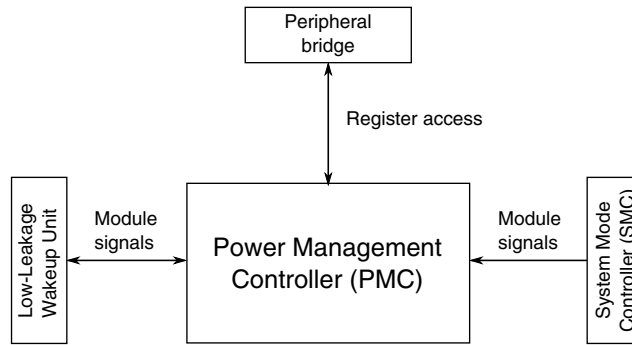 Peripheral
bridge
Register access
Low-Leakage
Wakeup Unit
Module
signals
Power Management
Controller (PMC)
Module
signals
System Mode
Controller (SMC)